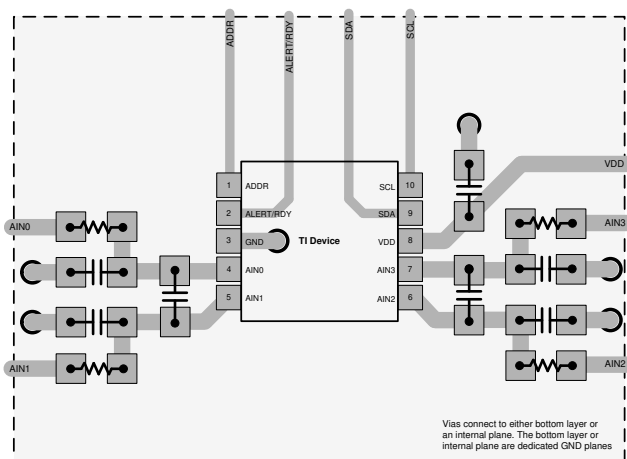 ADDR
ALERT/RDY
SDA
SCL
VDD
1 ADDR
SCL 10
2 ALERT/RDY
SDA 9
3 GND
TI Device
VDD 8
4 AIN0
AIN3 7
5 AIN1
AIN2 6
AIN0
AIN3
AIN1
AIN2
Vias connect to either bottom layer or
an internal plane. The bottom layer or
internal plane are dedicated GND planes